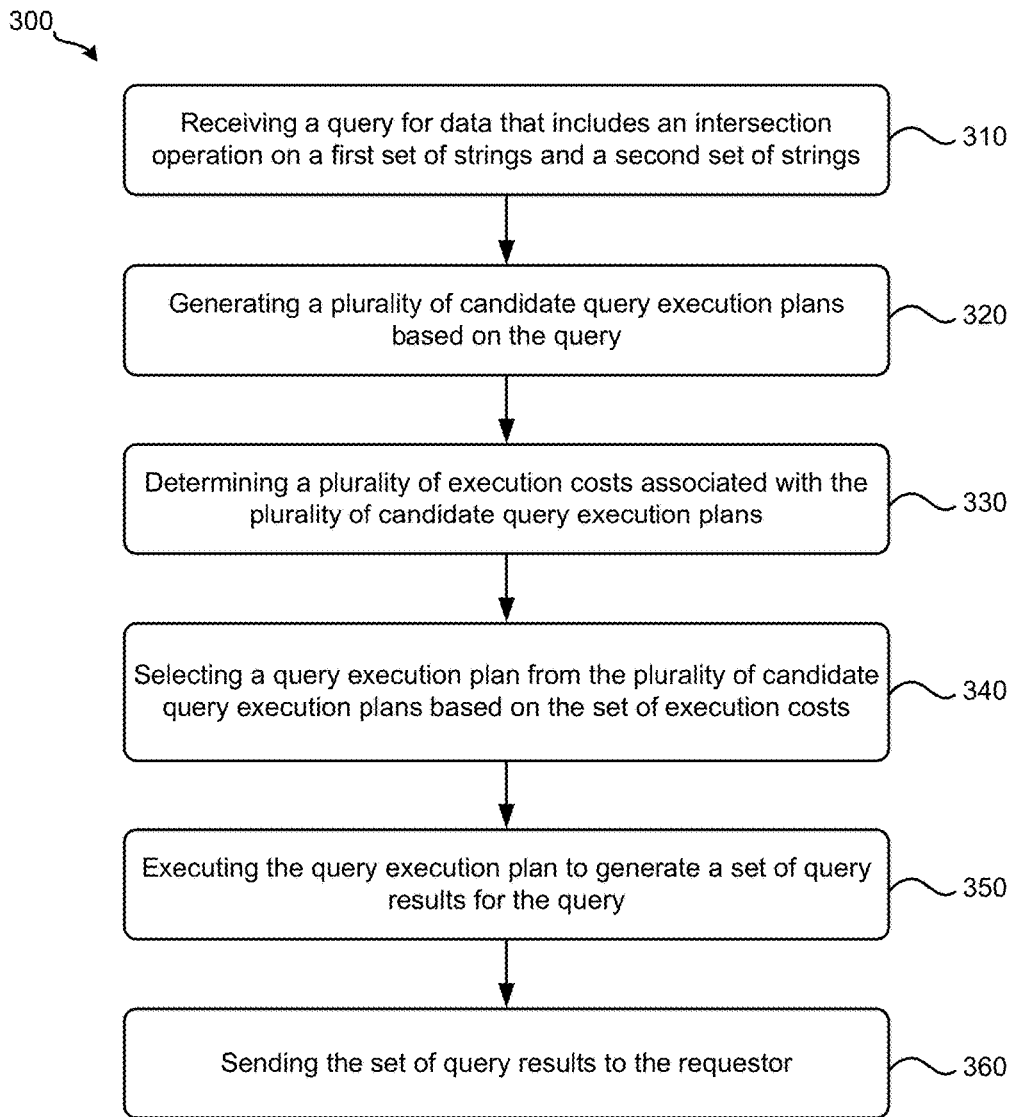 300
Receiving a query for data that includes an intersection
operation on a first set of strings and a second set of strings
310
Generating a plurality of candidate query execution plans
based on the query
320
Determining a plurality of execution costs associated with the
plurality of candidate query execution plans
330
Selecting a query execution plan from the plurality of candidate
query execution plans based on the set of execution costs
340
Executing the query execution plan to generate a set of query
results for the query
350
Sending the set of query results to the requestor
360